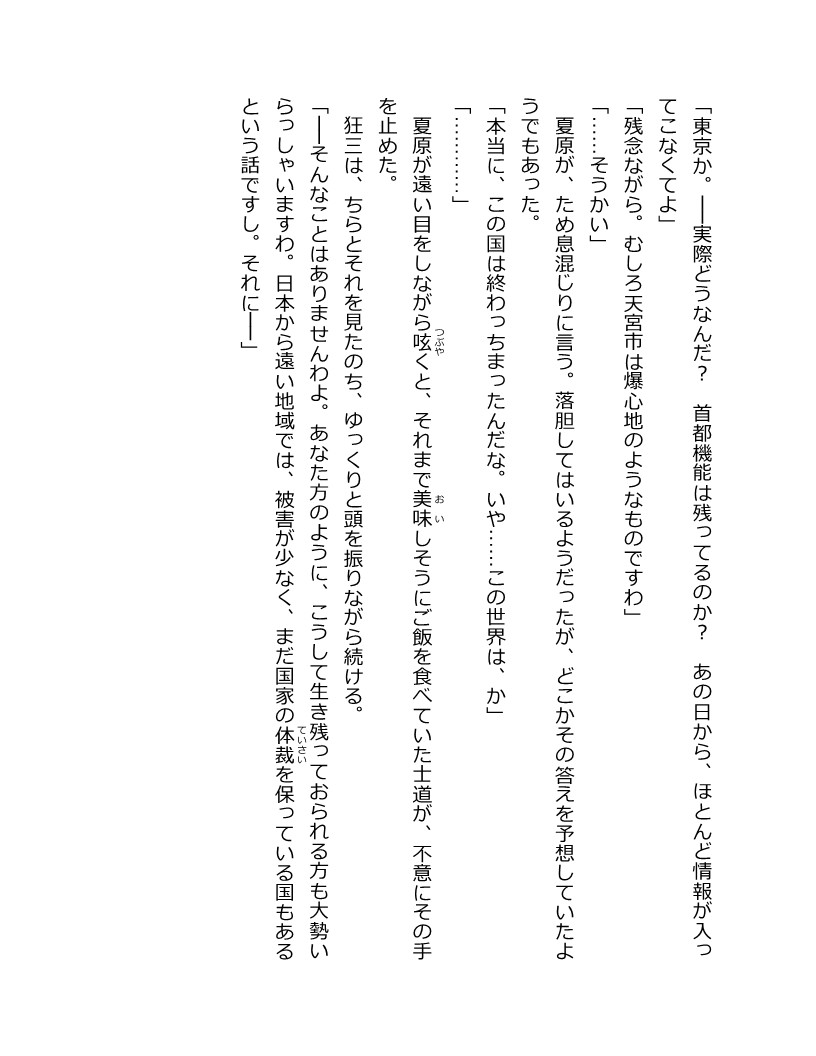 「東京か。――実際どうなんだ？　首都機能は残ってるのか？　あの日から、ほとんど情報が入っ
てこなくてよ」
「残念ながら。むしろ天宮市は爆心地のようなものですわ」
「……そうかい」
　夏原が、ため息混じりに言う。落胆してはいるようだったが、どこかその答えを予想していたよ
うでもあった。
「本当に、この国は終わっちまったんだな。いや……この世界は、か」
「…………」
　夏原が遠い目をしながら呟くと、それまで美味しそうにご飯を食べていた士道が、不意にその手
つぶや
おい
を止めた。
　狂三は、ちらとそれを見たのち、ゆっくりと頭を振りながら続ける。
「――そんなことはありませんわよ。あなた方のように、こうして生き残っておられる方も大勢い
らっしゃいますわ。日本から遠い地域では、被害が少なく、まだ国家の体裁を保っている国もある
ていさい
という話ですし。それに――」